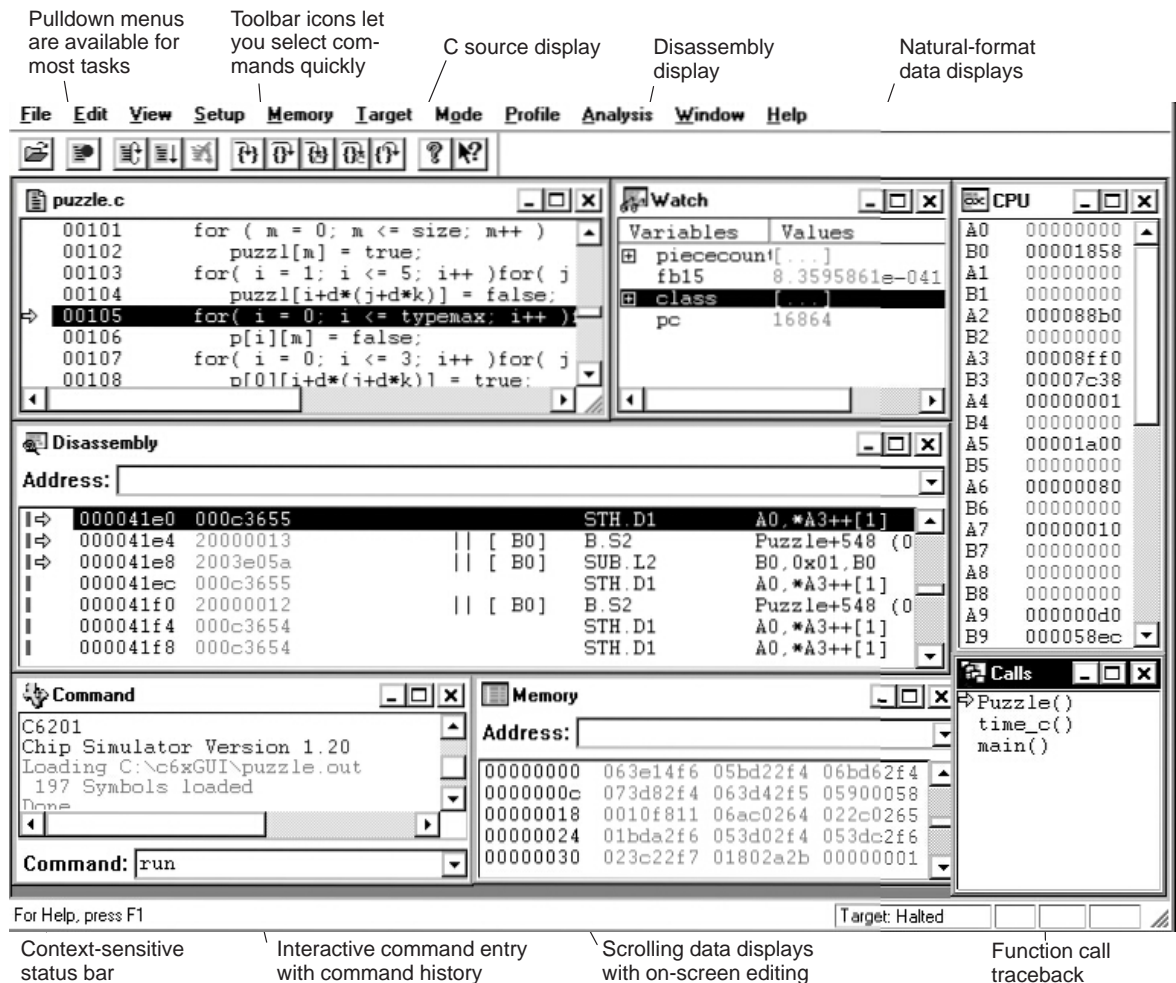 Pulldown menus
are available for
most tasks
Toolbar icons let
you select com-
mands quickly
C source display
Disassembly
display
Natural-format
data displays
File Edit View Setup Memory Target Mode Profile Analysis Window Help
puzzle.c
00101 for ( m = 0; m <= size; m++ )
00102 puzzl[m] = true;
00103 for( i = 1; i <= 5; i++ )for( j
00104 puzzl[i+d*(j+d*k)] = false;
00105 for( i = 0; i <= typemax; i++ )f
00106 p[i][m] = false;
00107 for( i = 0; i <= 3; i++ )for( j
00108 p[0][i+d*(j+d*k)] = true;
Watch
Variables Values
piececount[...]
fb15 8.3595861e-041
class [...]
pc 16864
CPU
A0 00000000
B0 00001858
A1 00000000
B1 00000000
A2 000088b0
B2 00000000
A3 00008ff0
B3 00007c38
A4 00000001
B4 00000000
A5 00001a00
B5 00000000
A6 00000080
B6 00000000
A7 00000010
B7 00000000
A8 00000000
B8 00000000
A9 000000d0
B9 000058ec
Disassembly
Address:
000041e0 000c3655 STH.D1 A0,*A3++[1]
000041e4 20000013 || [ B0] B.S2 Puzzle+548 (0
000041e8 2003e05a || [ B0] SUB.L2 B0,0x01,B0
000041ec 000c3655 STH.D1 A0,*A3++[1]
000041f0 20000012 || [ B0] B.S2 Puzzle+548 (0
000041f4 000c3654 STH.D1 A0,*A3++[1]
000041f8 000c3654 STH.D1 A0,*A3++[1]
Command
C6201
Chip Simulator Version 1.20
Loading C:\c6xGUI\puzzle.out
197 Symbols loaded
Done
Command: run
Memory
Address:
00000000 063e14f6 05bd22f4 06bd62f4
0000000c 073d82f4 063d42f5 05900058
00000018 0010f811 06ac0264 022c0265
00000024 01bda2f6 053d02f4 053dc2f6
00000030 023c22f7 01802a2b 00000001
Calls
Puzzle()
time_c()
main()
For Help, press F1
Target: Halted
Context-sensitive
status bar
Interactive command entry
with command history
Scrolling data displays
with on-screen editing
Function call
traceback